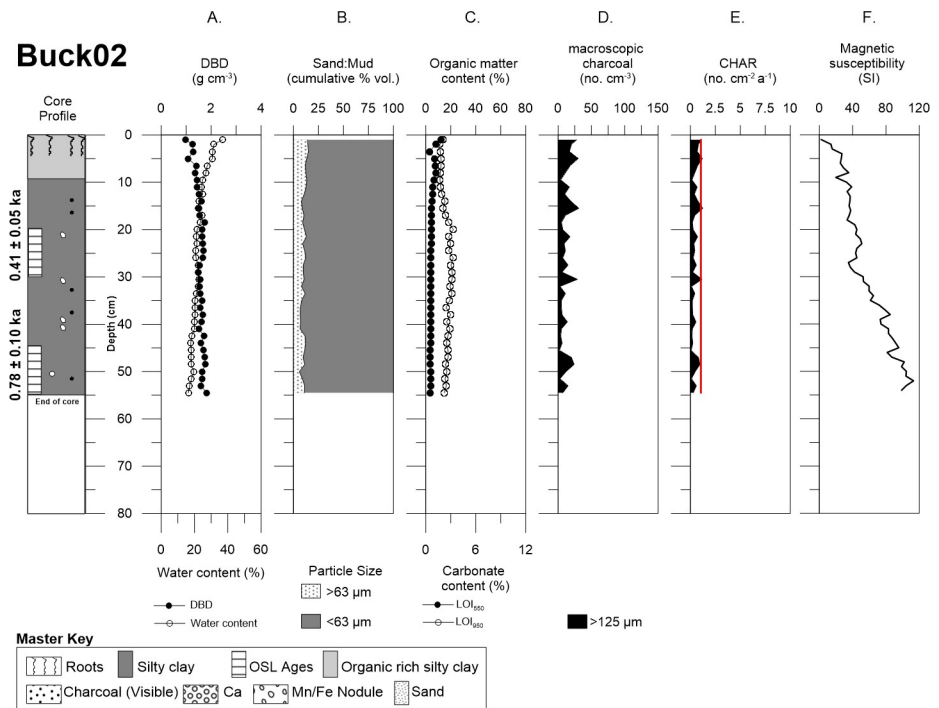 A. B. C. D. E. F.
Buck02
DBD
(g cm⁻³)
Sand:Mud
(cumulative % vol.)
Organic matter
content (%)
macroscopic
charcoal
(no. cm⁻³)
CHAR
(no. cm⁻² a⁻¹)
Magnetic
susceptibility
(SI)
Core
Profile
0 1 2 4
0 25 50 75 100
0 20 40 60 80
0 50 100 150
0 2.5 5 7.5 10
0 40 80 120
0
10
20
30
40
50
60
70
80
Depth (cm)
0.41 ± 0.05 ka
0.78 ± 0.10 ka
End of core
0 20 40 60
Water content (%)
DBD
Water content
Particle Size
>63 µm
<63 µm
0 6 12
Carbonate
content (%)
LOI₅₅₀
LOI₉₅₀
>125 µm
Master Key
Roots Silty clay OSL Ages Organic rich silty clay
Charcoal (Visible) Ca Mn/Fe Nodule Sand